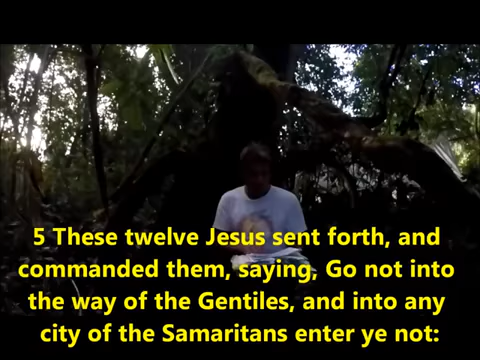 5 These twelve Jesus sent forth, and
commanded them, saying, Go not into
the way of the Gentiles, and into any
city of the Samaritans enter ye not: